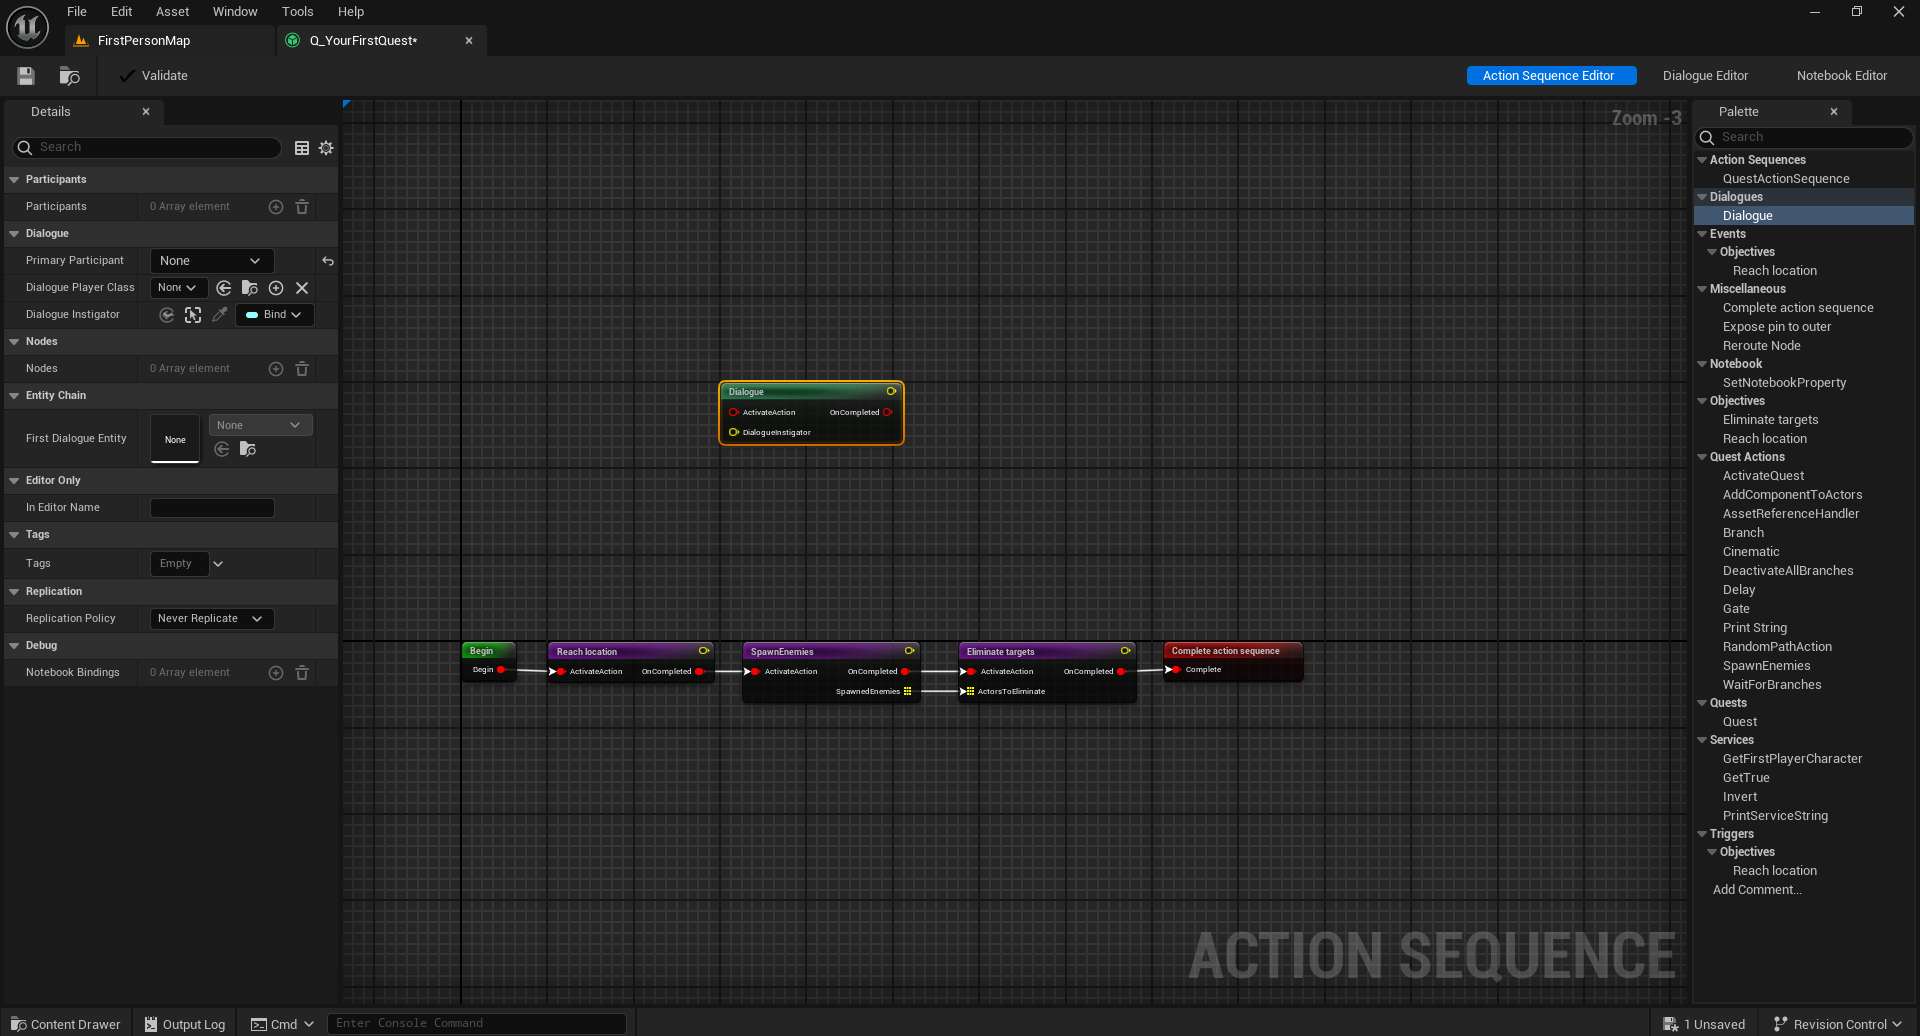 File Edit Asset Window Tools Help
FirstPersonMap
Q_YourFirstQuest*
Validate
Action Sequence Editor
Dialogue Editor
Notebook Editor
Details
Search
Participants
Participants 0 Array element
Dialogue
Primary Participant None
Dialogue Player Class None
Dialogue Instigator Bind
Nodes
Nodes 0 Array element
Entity Chain
First Dialogue Entity None None
Editor Only
In Editor Name
Tags
Tags Empty
Replication
Replication Policy Never Replicate
Debug
Notebook Bindings 0 Array element
Zoom -3
Dialogue
ActivateAction OnCompleted
DialogueInstigator
Begin
Begin
Reach location
ActivateAction OnCompleted
SpawnEnemies
ActivateAction OnCompleted
SpawnedEnemies
Eliminate targets
ActivateAction OnCompleted
ActorsToEliminate
Complete action sequence
Complete
ACTION SEQUENCE
Palette
Search
Action Sequences
QuestActionSequence
Dialogues
Dialogue
Events
Objectives
Reach location
Miscellaneous
Complete action sequence
Expose pin to outer
Reroute Node
Notebook
SetNotebookProperty
Objectives
Eliminate targets
Reach location
Quest Actions
ActivateQuest
AddComponentToActors
AssetReferenceHandler
Branch
Cinematic
DeactivateAllBranches
Delay
Gate
Print String
RandomPathAction
SpawnEnemies
WaitForBranches
Quests
Quest
Services
GetFirstPlayerCharacter
GetTrue
Invert
PrintServiceString
Triggers
Objectives
Reach location
Add Comment...
Content Drawer
Output Log
Cmd
Enter Console Command
1 Unsaved
Revision Control